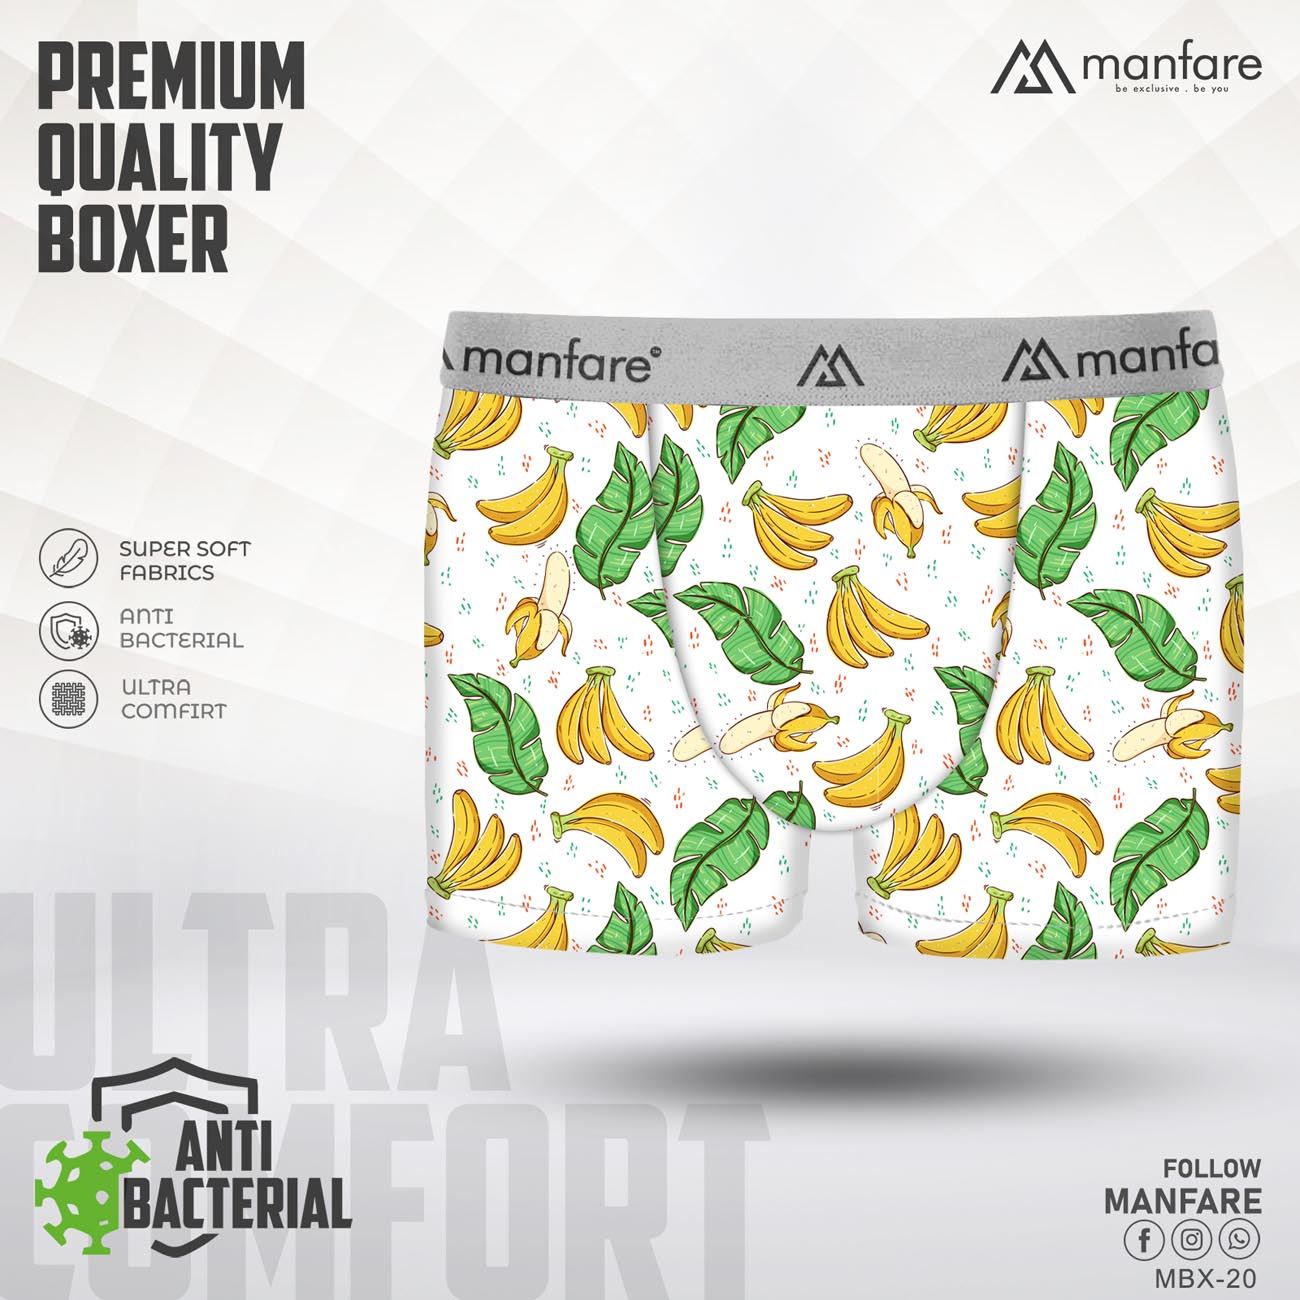 PREMIUM
QUALITY
BOXER
manfare
be exclusive . be you
manfare™
manfa
SUPER SOFT
FABRICS
ANTI
BACTERIAL
ULTRA
COMFIRT
ULTRA
COMFORT
ANTI
BACTERIAL
FOLLOW
MANFARE
MBX-20